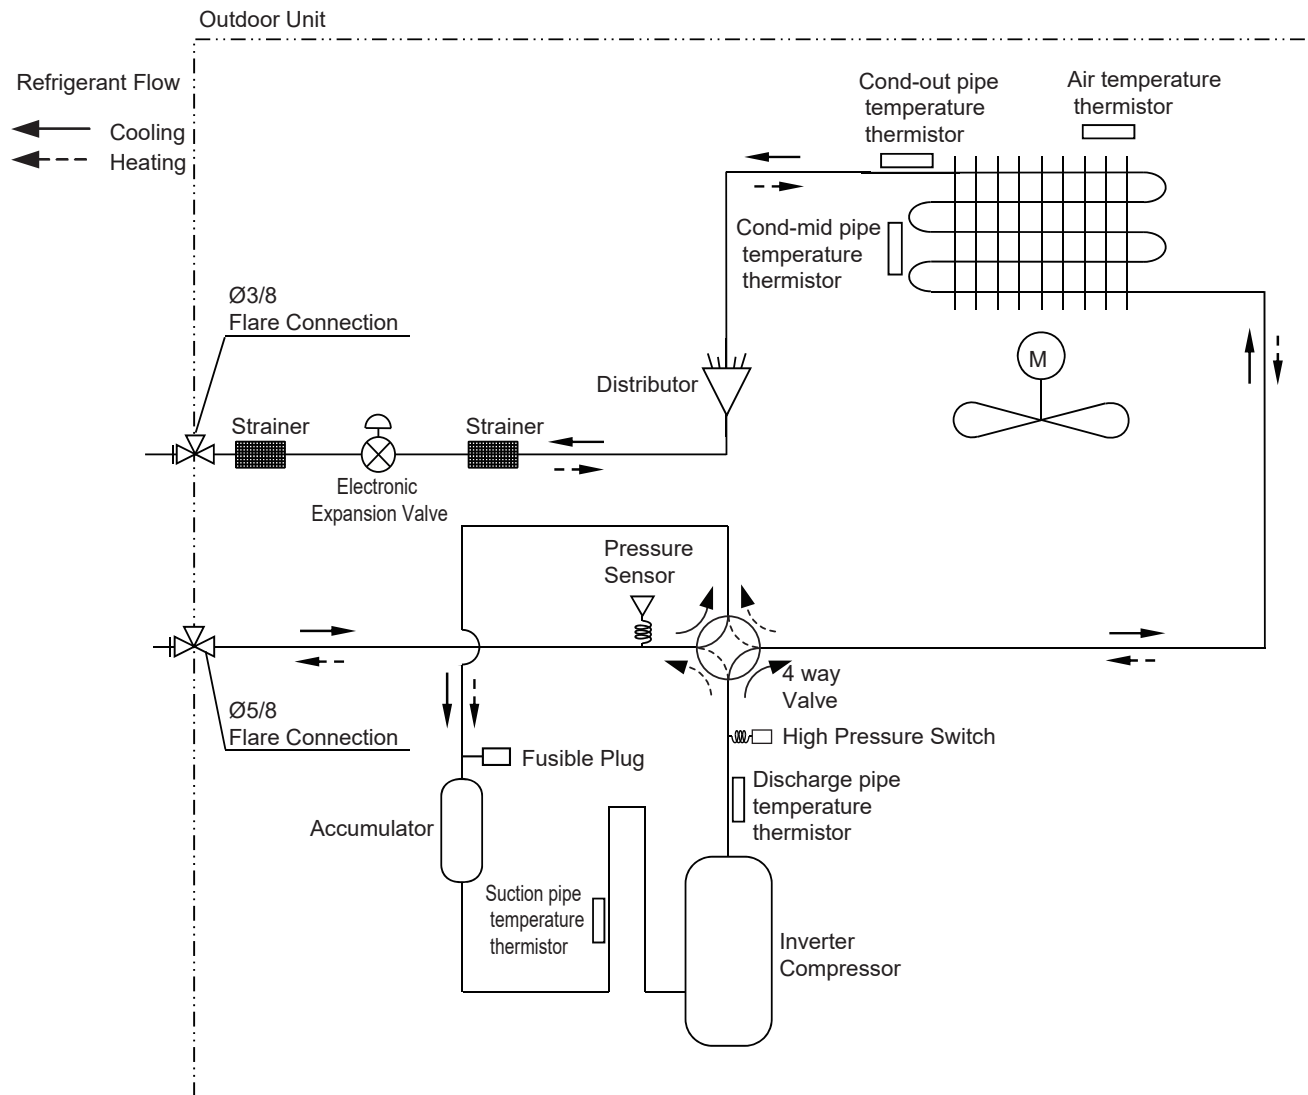 Outdoor Unit
Refrigerant Flow
Cooling
Heating
Cond-out pipe
temperature
thermistor
Air temperature
thermistor
Cond-mid pipe
temperature
thermistor
Ø3/8
Flare Connection
M
Distributor
Strainer
Strainer
Electronic
Expansion Valve
Pressure
Sensor
4 way
Valve
Ø5/8
Flare Connection
High Pressure Switch
Fusible Plug
Discharge pipe
temperature
thermistor
Accumulator
Suction pipe
temperature
thermistor
Inverter
Compressor